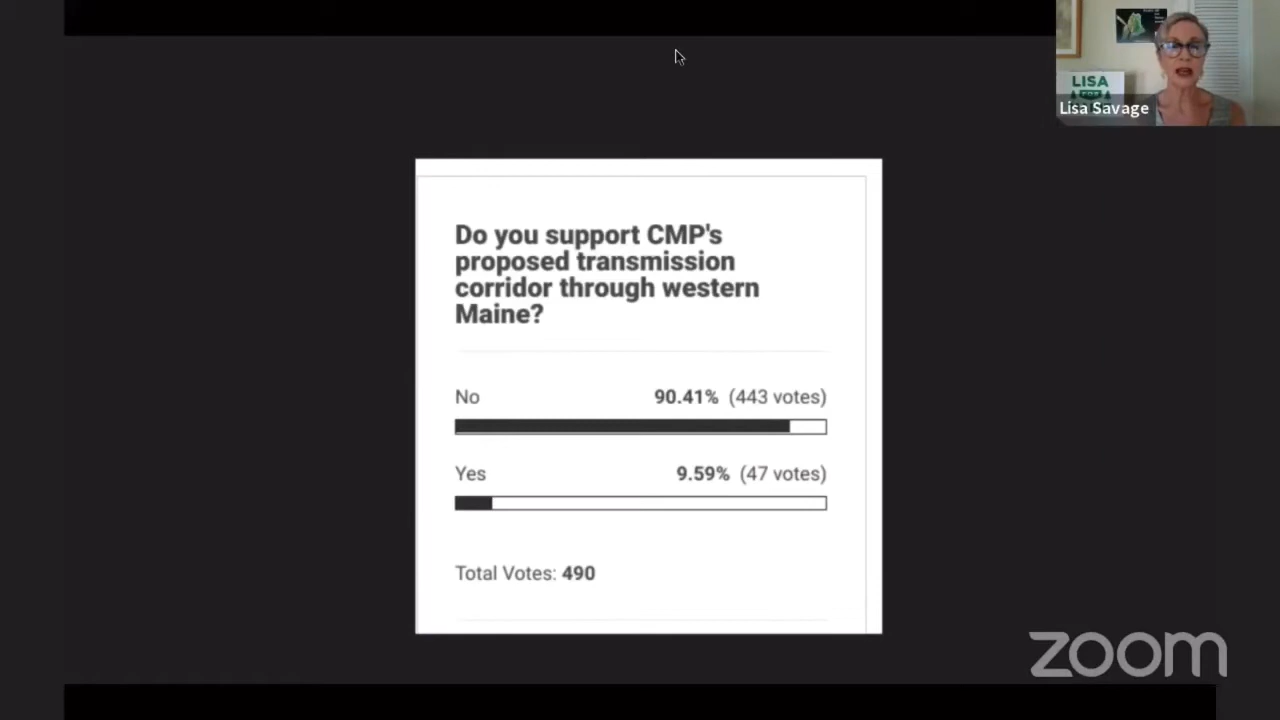 LISA
FOR
Lisa Savage
Do you support CMP's
proposed transmission
corridor through western
Maine?
No 90.41% (443 votes)
Yes 9.59% (47 votes)
Total Votes: 490
zoom